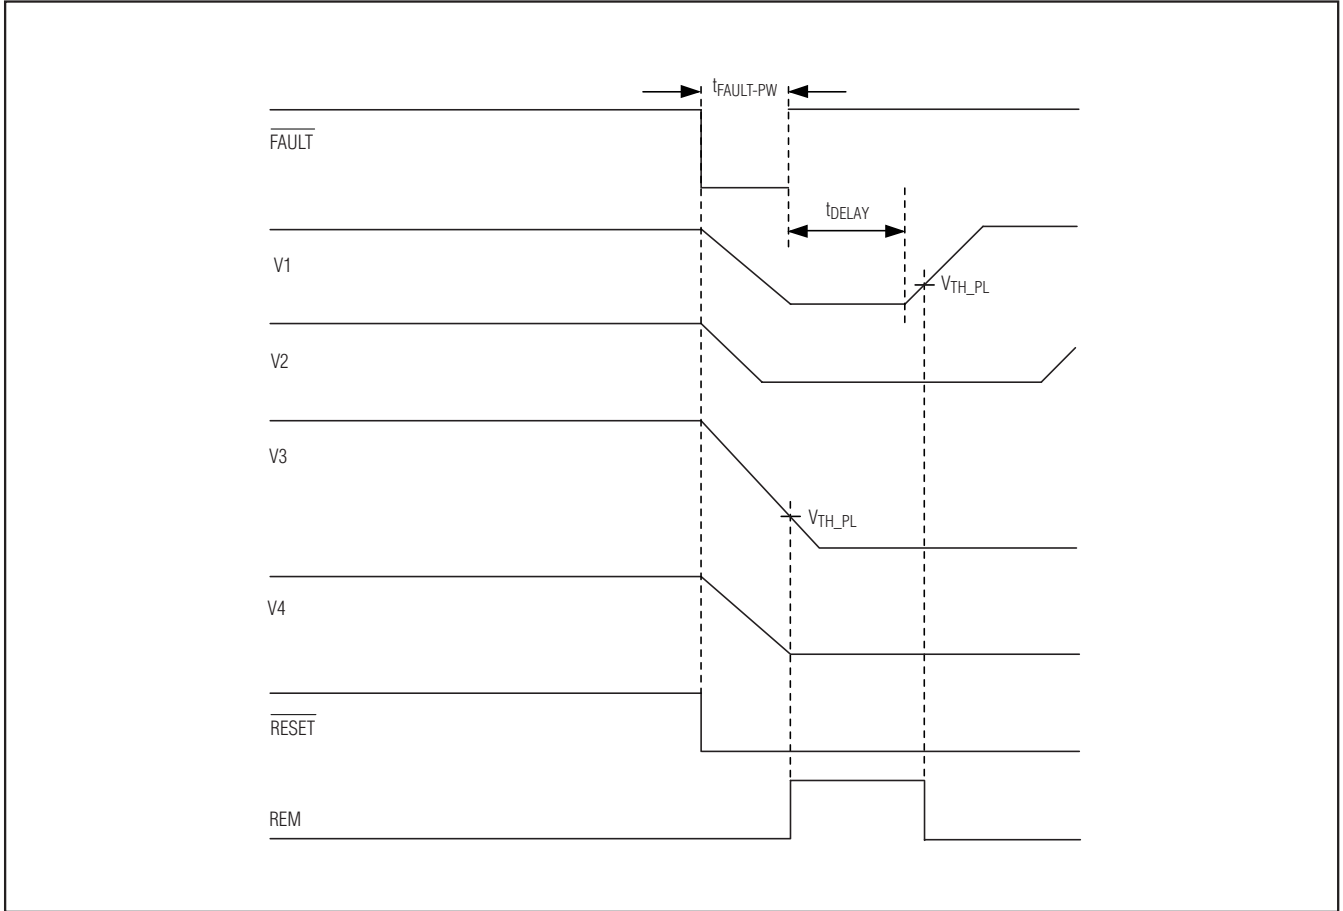 tFAULT-PW
FAULT
tDELAY
V1
VTH_PL
V2
V3
VTH_PL
V4
RESET
REM